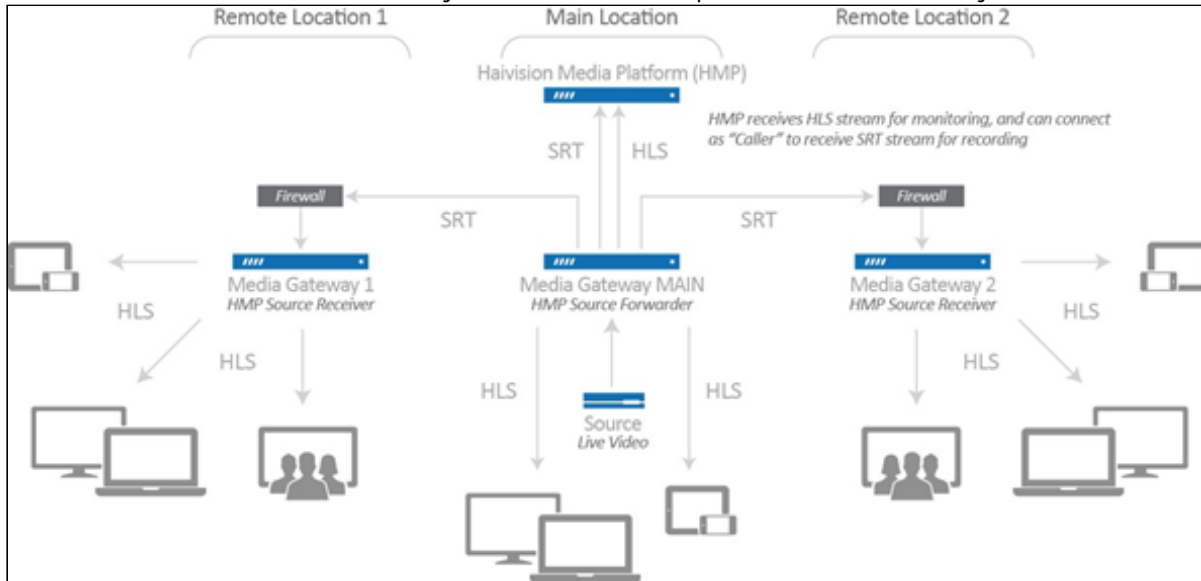 Remote Location 1
Main Location
Remote Location 2
Haivision Media Platform (HMP)
HMP receives HLS stream for monitoring, and can connect
as "Caller" to receive SRT stream for recording
SRT
HLS
Firewall
SRT
SRT
Firewall
Media Gateway 1
HMP Source Receiver
Media Gateway MAIN
HMP Source Forwarder
Media Gateway 2
HMP Source Receiver
HLS
HLS
HLS
HLS
Source
Live Video
HLS
HLS